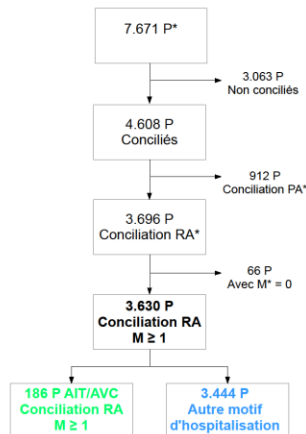 7.671 P*
3.063 P
Non conciliés
4.608 P
Conciliés
912 P
Conciliation PA*
3.696 P
Conciliation RA*
66 P
Avec M* = 0
3.630 P
Conciliation RA
M ≥ 1
186 P AIT/AVC
Conciliation RA
M ≥ 1
3.444 P
Autre motif
d'hospitalisation